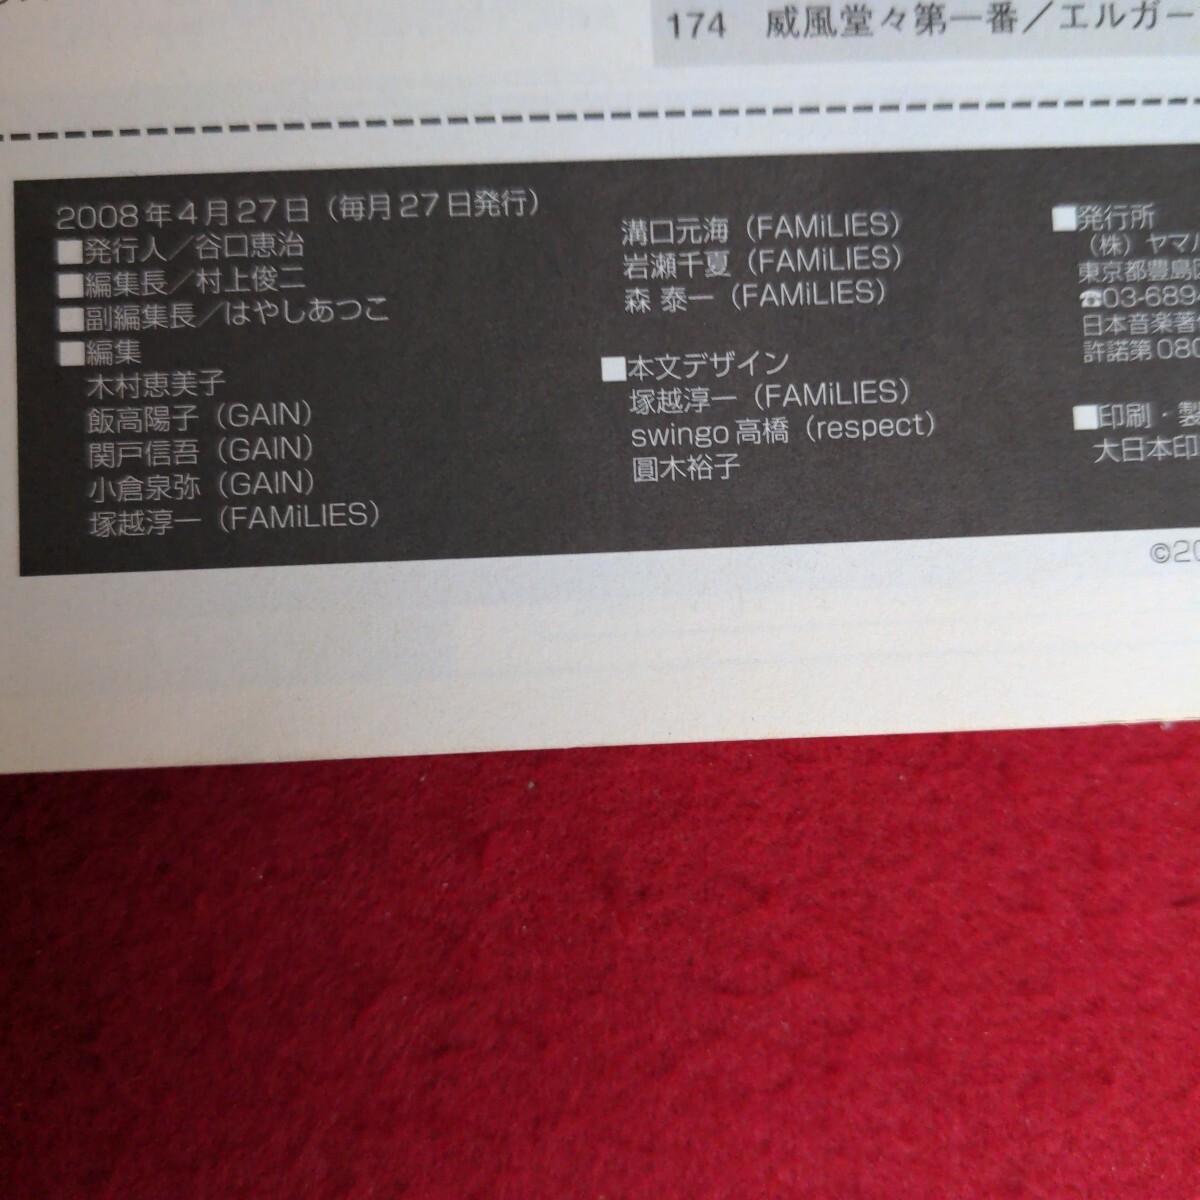 174 威風堂々第一番／エルガー
2008年4月27日（毎月27日発行）
■発行人／谷口恵治
■編集長／村上俊二
■副編集長／はやしあつこ
■編集
木村恵美子
飯高陽子（GAIN）
関戸信吾（GAIN）
小倉泉弥（GAIN）
塚越淳一（FAMiLIES）
溝口元海（FAMiLIES）
岩瀬千夏（FAMiLIES）
森 泰一（FAMiLIES）
■本文デザイン
塚越淳一（FAMiLIES）
swingo高橋（respect）
圓木裕子
■発行所
（株）ヤマ
東京都豊島
☎03-689
日本音楽著
許諾第080
■印刷・製
大日本印
©20